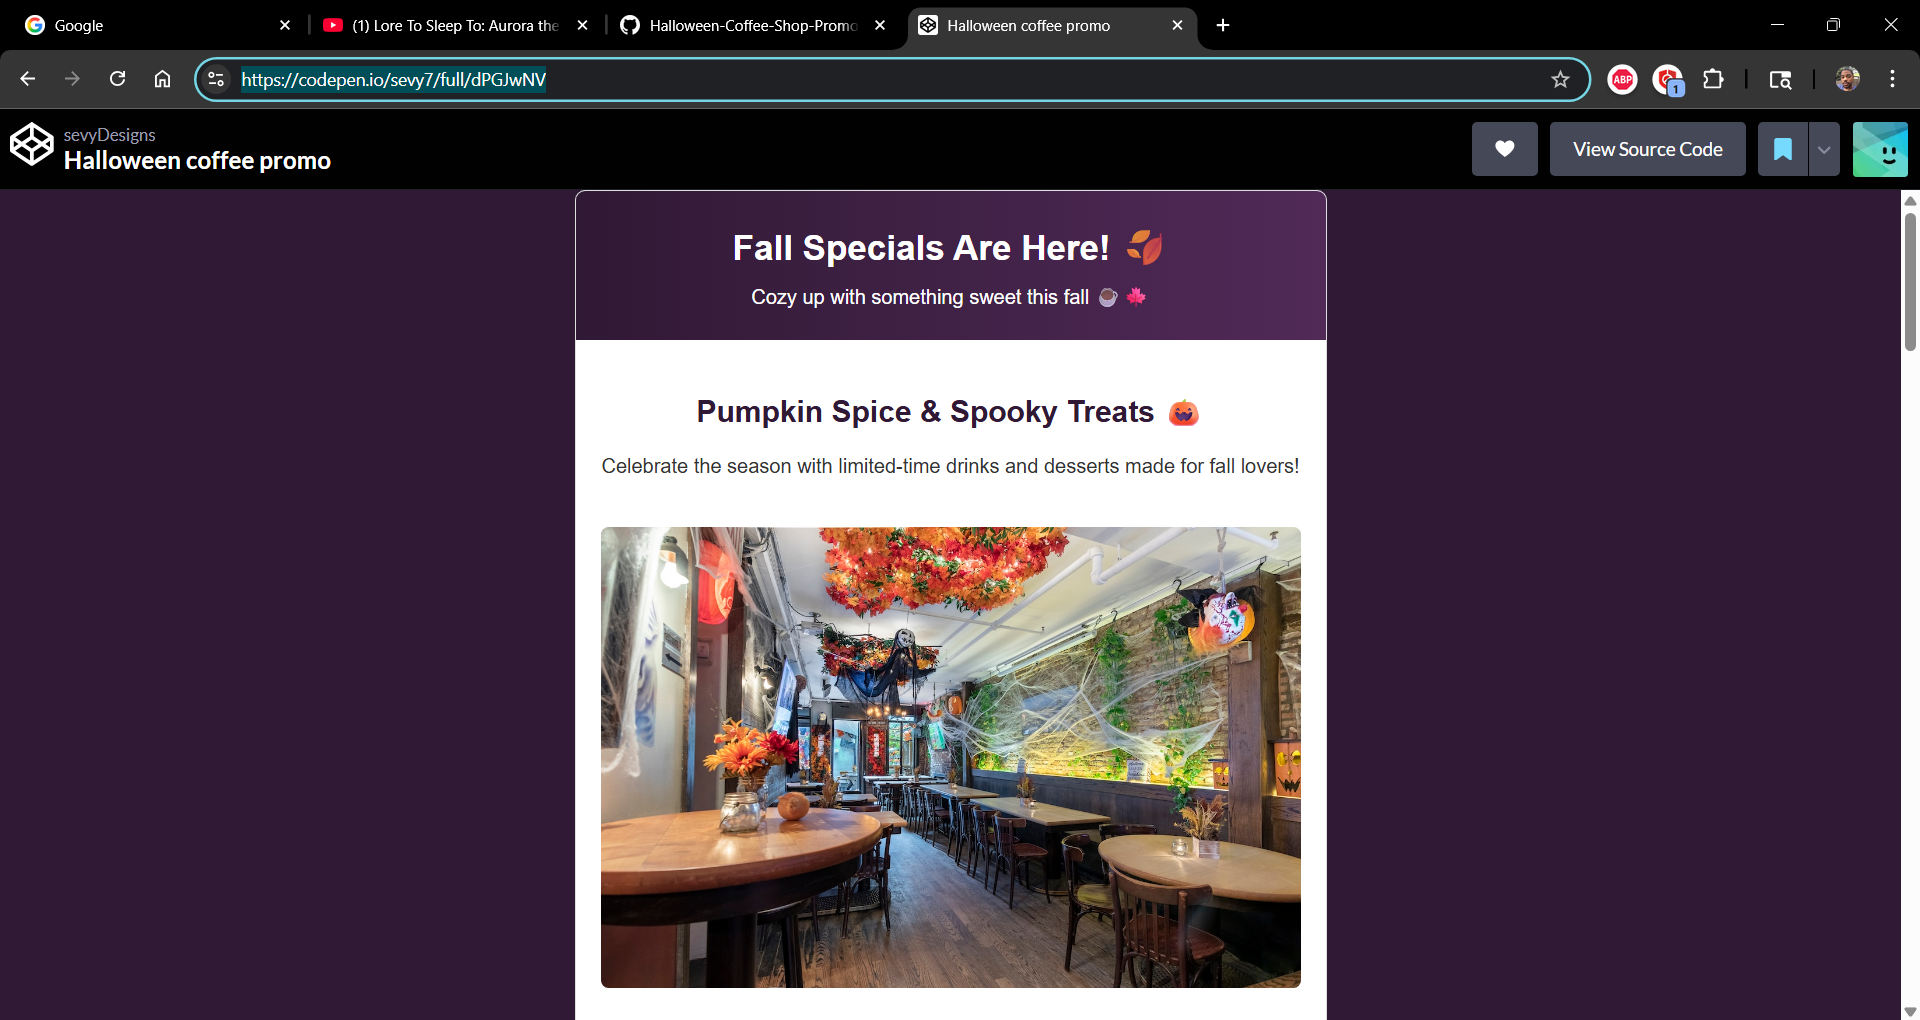 Google
(1) Lore To Sleep To: Aurora the
Halloween-Coffee-Shop-Promo
Halloween coffee promo
https://codepen.io/sevy7/full/dPGJwNV
ABP
1
sevyDesigns
Halloween coffee promo
View Source Code
Fall Specials Are Here!
Cozy up with something sweet this fall
Pumpkin Spice & Spooky Treats
Celebrate the season with limited-time drinks and desserts made for fall lovers!